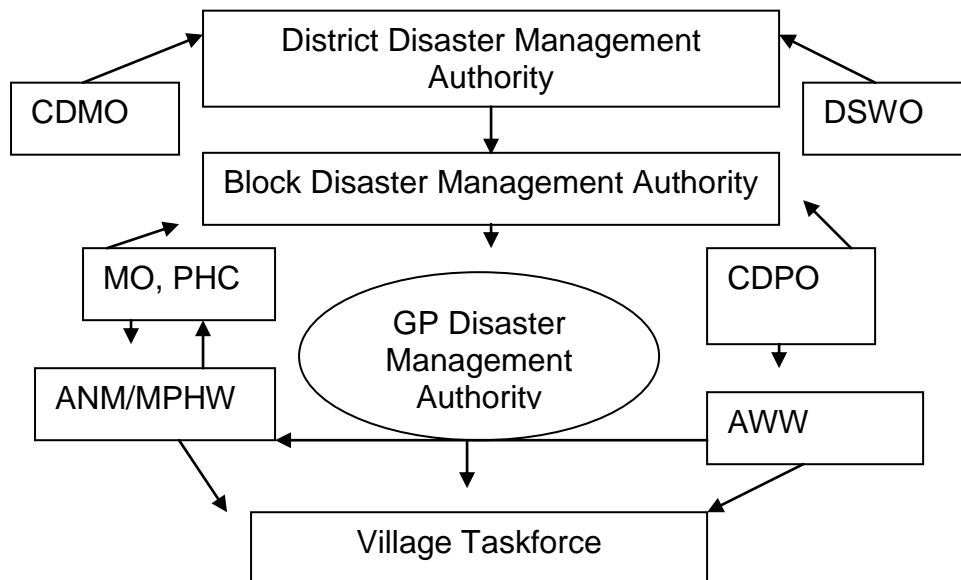 District Disaster Management
Authority
CDMO
DSWO
Block Disaster Management Authority
MO, PHC
CDPO
GP Disaster
Management
Authority
ANM/MPHW
AWW
Village Taskforce